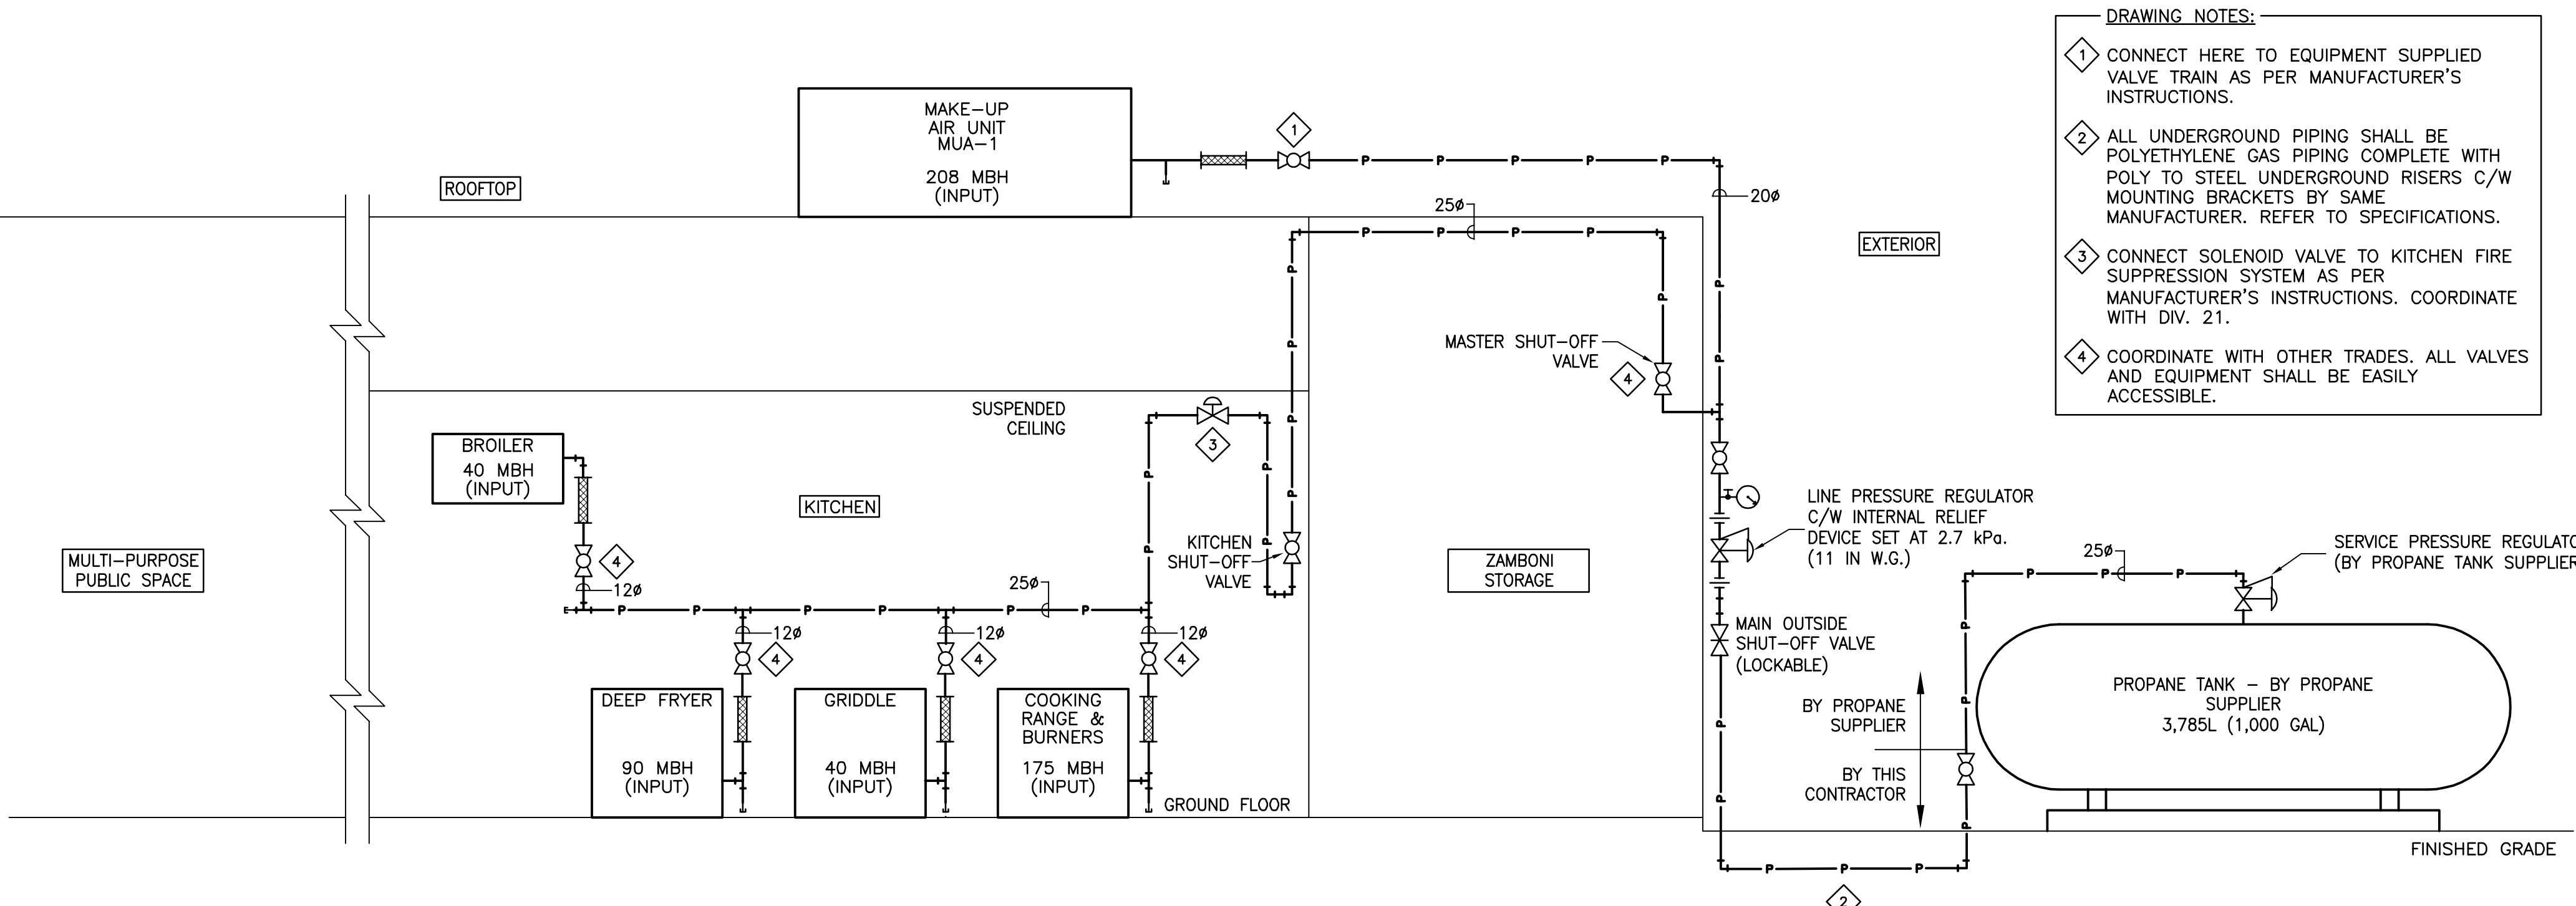 DRAWING NOTES:
1 CONNECT HERE TO EQUIPMENT SUPPLIED
VALVE TRAIN AS PER MANUFACTURER'S
INSTRUCTIONS.
2 ALL UNDERGROUND PIPING SHALL BE
POLYETHYLENE GAS PIPING COMPLETE WITH
POLY TO STEEL UNDERGROUND RISERS C/W
MOUNTING BRACKETS BY SAME
MANUFACTURER. REFER TO SPECIFICATIONS.
3 CONNECT SOLENOID VALVE TO KITCHEN FIRE
SUPPRESSION SYSTEM AS PER
MANUFACTURER'S INSTRUCTIONS. COORDINATE
WITH DIV. 21.
4 COORDINATE WITH OTHER TRADES. ALL VALVES
AND EQUIPMENT SHALL BE EASILY
ACCESSIBLE.
MAKE-UP
AIR UNIT
MUA-1
208 MBH
(INPUT)
1
P P P P P
ROOFTOP
20ø
25ø
P P P P
EXTERIOR
P
P
P
P
P
P
P
P
MASTER SHUT-OFF
VALVE
4
SUSPENDED
CEILING
3
P
P
P
BROILER
40 MBH
(INPUT)
4
12ø
KITCHEN
KITCHEN
SHUT-OFF
VALVE
MULTI-PURPOSE
PUBLIC SPACE
ZAMBONI
STORAGE
LINE PRESSURE REGULATOR
C/W INTERNAL RELIEF
DEVICE SET AT 2.7 kPa.
(11 IN W.G.)
25ø
P P P
SERVICE PRESSURE REGULATO
(BY PROPANE TANK SUPPLIER
25ø
P P P P P P P
12ø
4
12ø
4
12ø
4
MAIN OUTSIDE
SHUT-OFF VALVE
(LOCKABLE)
P
P
P
P
P
DEEP FRYER
90 MBH
(INPUT)
GRIDDLE
40 MBH
(INPUT)
COOKING
RANGE &
BURNERS
175 MBH
(INPUT)
BY PROPANE
SUPPLIER
BY THIS
CONTRACTOR
PROPANE TANK - BY PROPANE
SUPPLIER
3,785L (1,000 GAL)
GROUND FLOOR
FINISHED GRADE
P P P
2